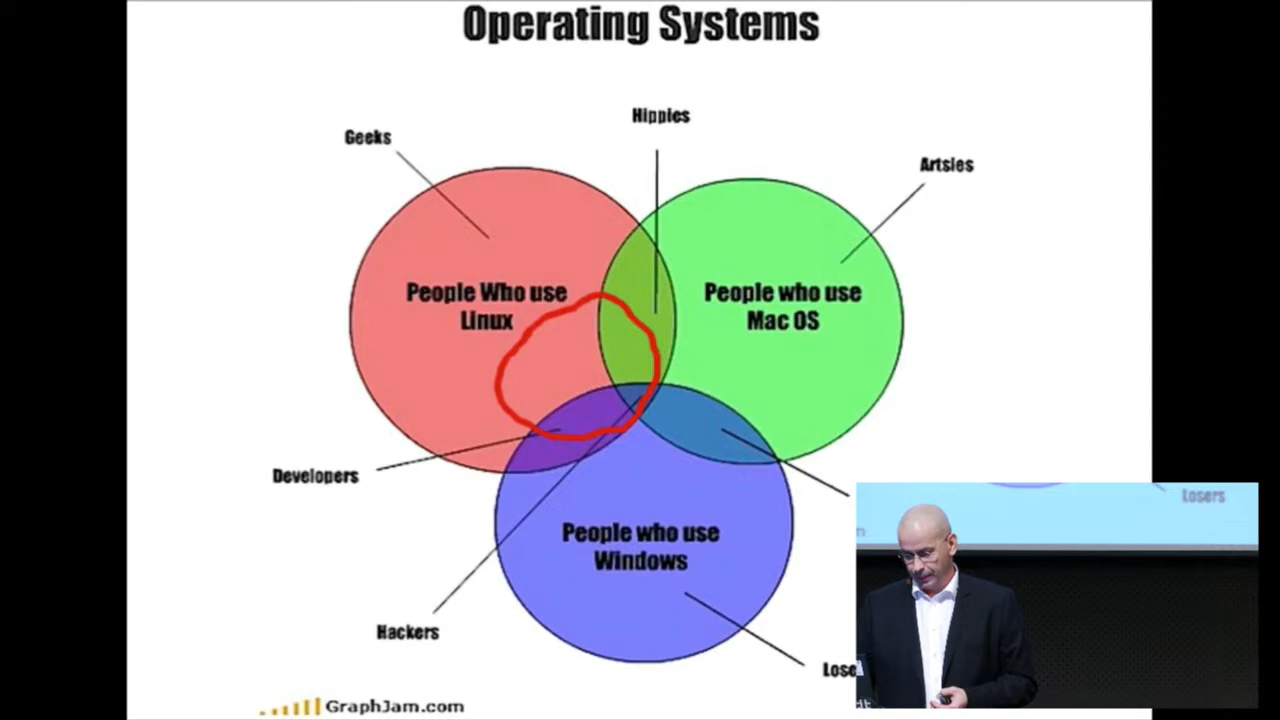 Operating Systems
Hippies
Geeks
Artsies
People Who use
Linux
People who use
Mac OS
Developers
Losers
People who use
Windows
Hackers
Lose
GraphJam.com